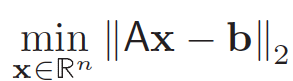 min ‖Ax − b‖₂
x∈ℝⁿ